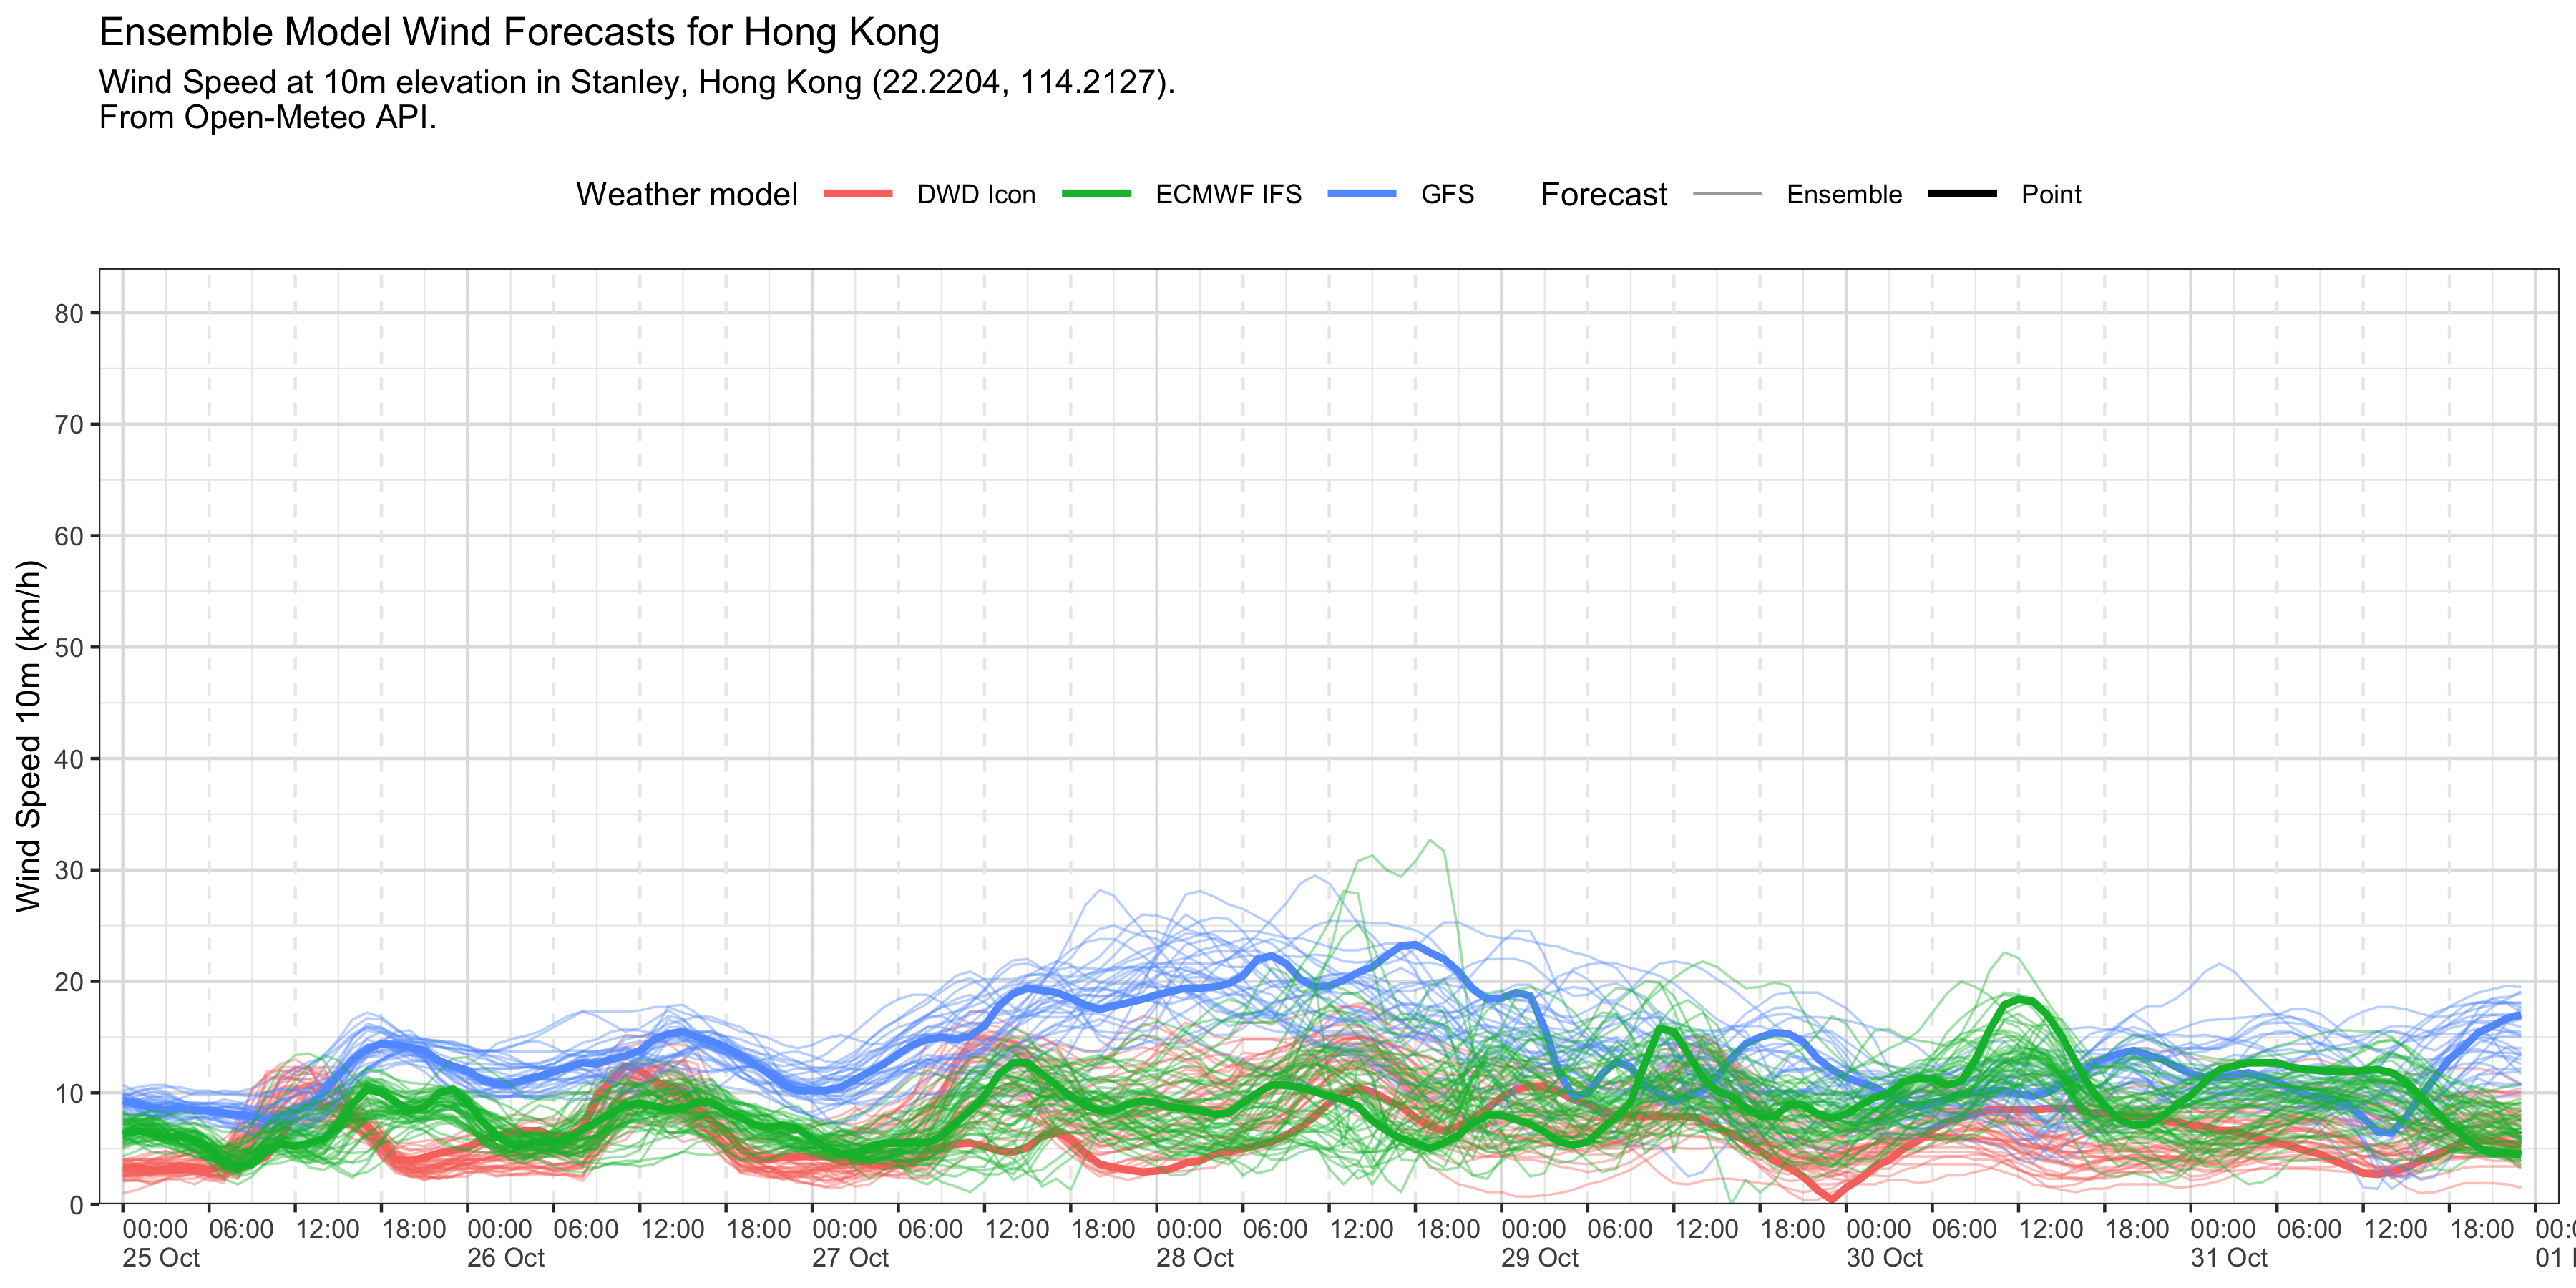 Ensemble Model Wind Forecasts for Hong Kong
Wind Speed at 10m elevation in Stanley, Hong Kong (22.2204, 114.2127).
From Open-Meteo API.
Weather model DWD Icon ECMWF IFS GFS Forecast Ensemble Point
Wind Speed 10m (km/h)
80
70
60
50
40
30
20
10
0
00:00 06:00 12:00 18:00 00:00 06:00 12:00 18:00 00:00 06:00 12:00 18:00 00:00 06:00 12:00 18:00 00:00 06:00 12:00 18:00 00:00 06:00 12:00 18:00 00:00 06:00 12:00 18:00
25 Oct 26 Oct 27 Oct 28 Oct 29 Oct 30 Oct 31 Oct 01